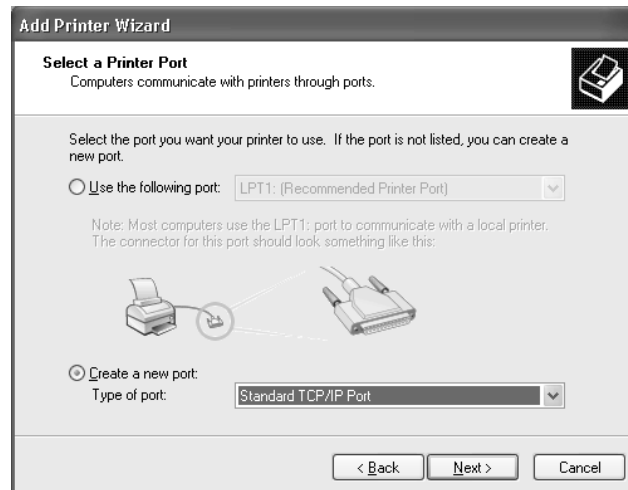 Add Printer Wizard
Select a Printer Port
Computers communicate with printers through ports.
Select the port you want your printer to use. If the port is not listed, you can create a
new port.
Use the following port: LPT1: (Recommended Printer Port)
Note: Most computers use the LPT1: port to communicate with a local printer.
The connector for this port should look something like this:
Create a new port:
Type of port: Standard TCP/IP Port
< Back Next > Cancel